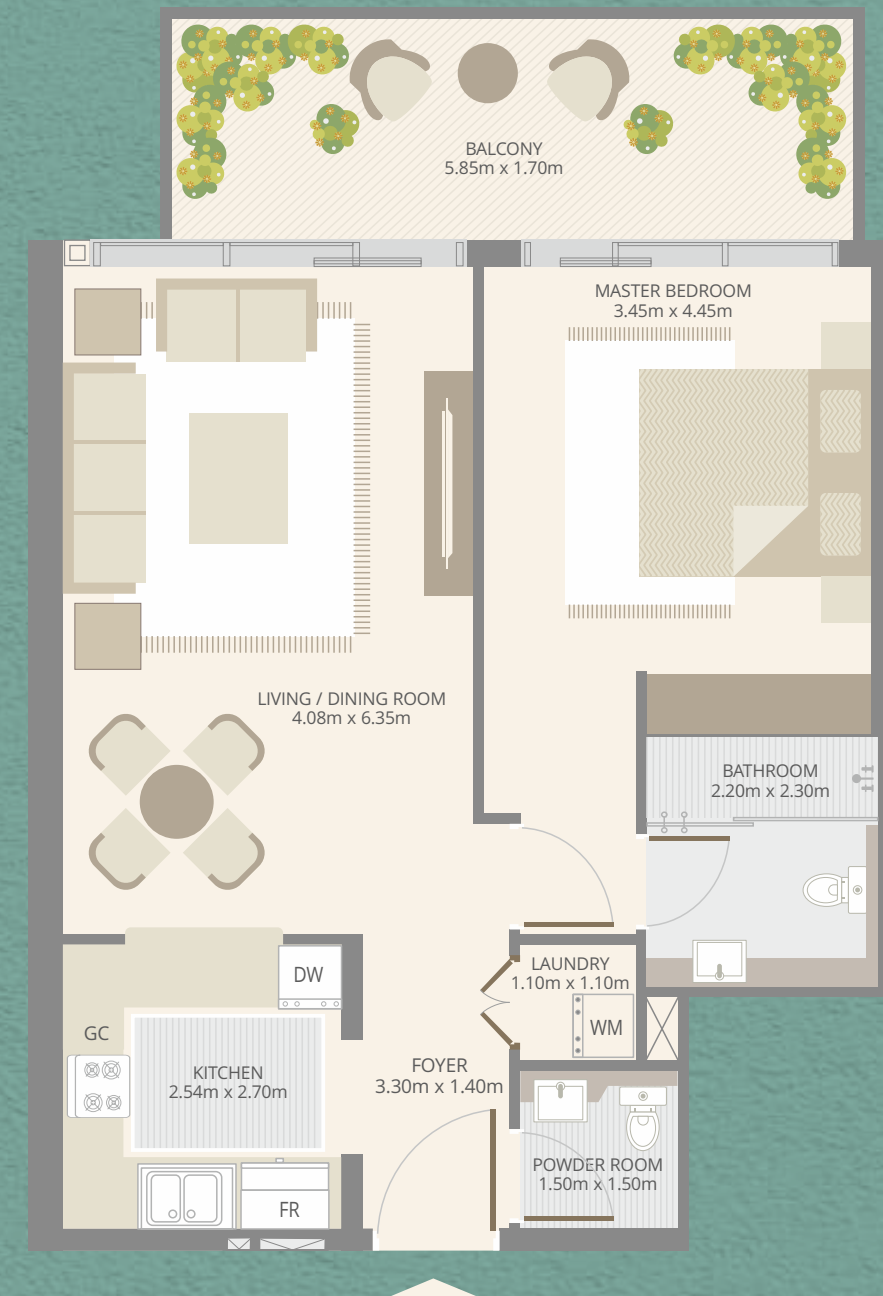 BALCONY
5.85m x 1.70m
MASTER BEDROOM
3.45m x 4.45m
LIVING / DINING ROOM
4.08m x 6.35m
BATHROOM
2.20m x 2.30m
LAUNDRY
1.10m x 1.10m
DW
WM
GC
KITCHEN
2.54m x 2.70m
FOYER
3.30m x 1.40m
POWDER ROOM
1.50m x 1.50m
FR